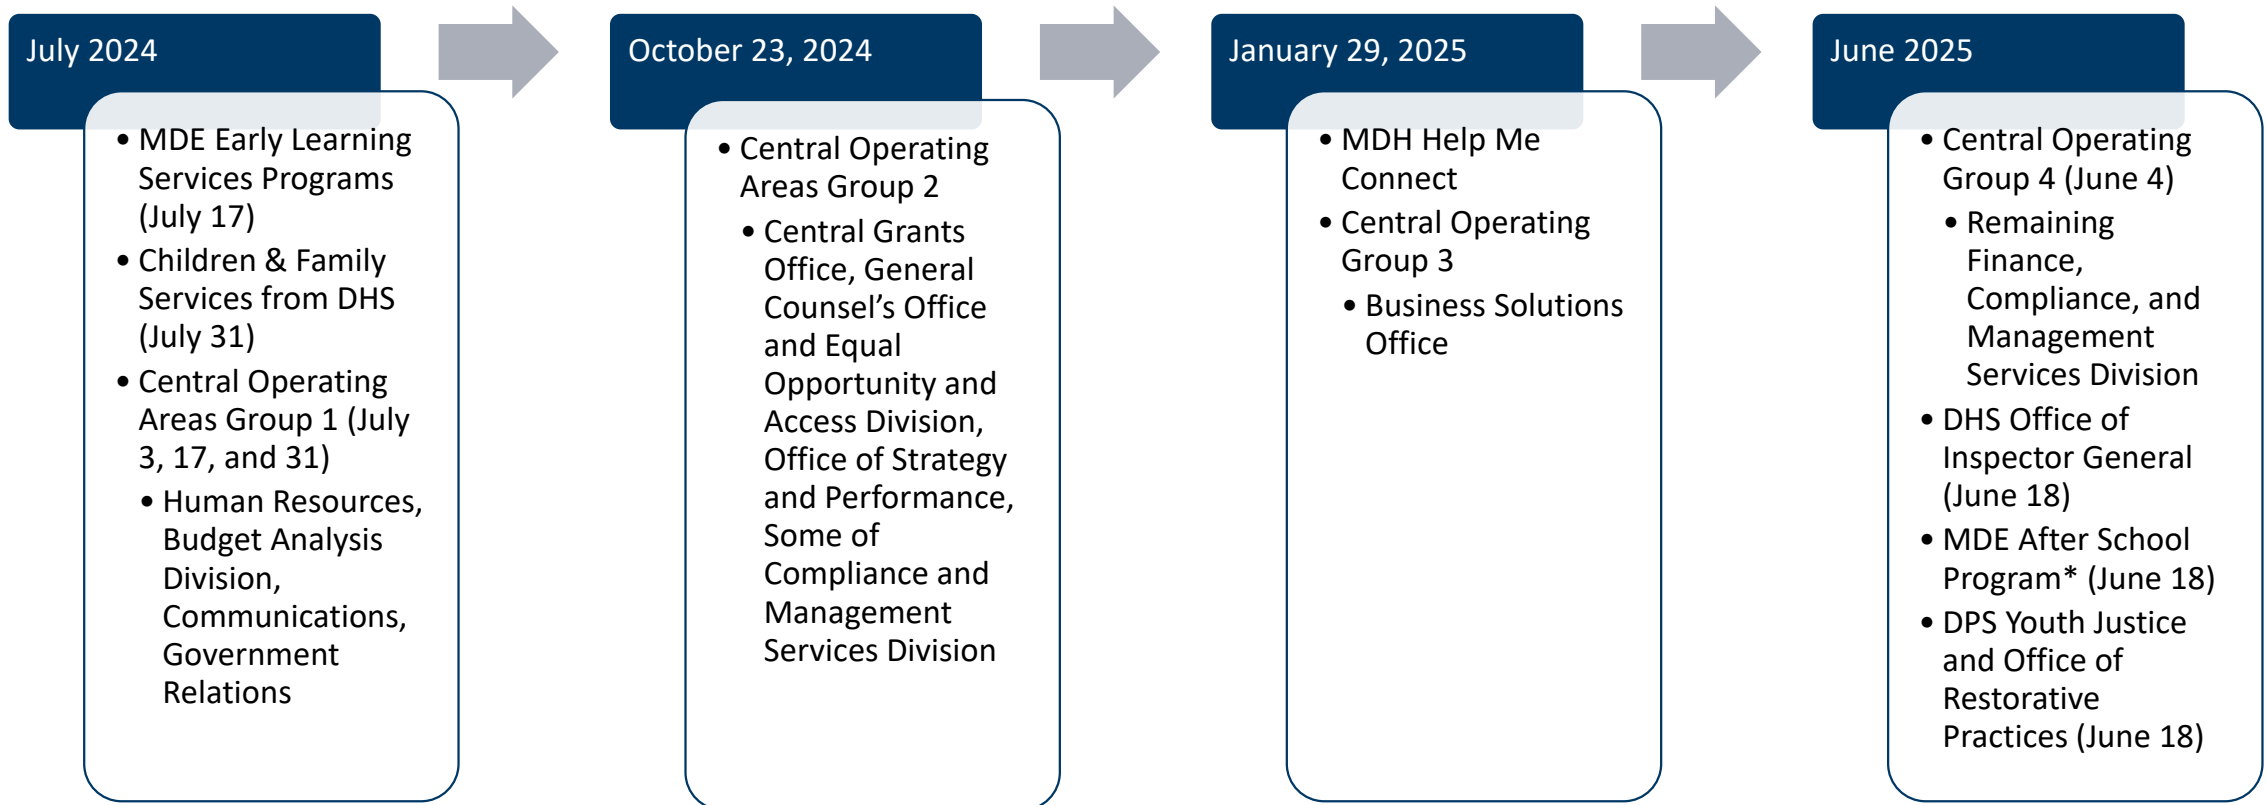 July 2024
• MDE Early Learning
Services Programs
(July 17)
• Children & Family
Services from DHS
(July 31)
• Central Operating
Areas Group 1 (July
3, 17, and 31)
• Human Resources,
Budget Analysis
Division,
Communications,
Government
Relations
October 23, 2024
• Central Operating
Areas Group 2
• Central Grants
Office, General
Counsel’s Office
and Equal
Opportunity and
Access Division,
Office of Strategy
and Performance,
Some of
Compliance and
Management
Services Division
January 29, 2025
• MDH Help Me
Connect
• Central Operating
Group 3
• Business Solutions
Office
June 2025
• Central Operating
Group 4 (June 4)
• Remaining
Finance,
Compliance, and
Management
Services Division
• DHS Office of
Inspector General
(June 18)
• MDE After School
Program* (June 18)
• DPS Youth Justice
and Office of
Restorative
Practices (June 18)